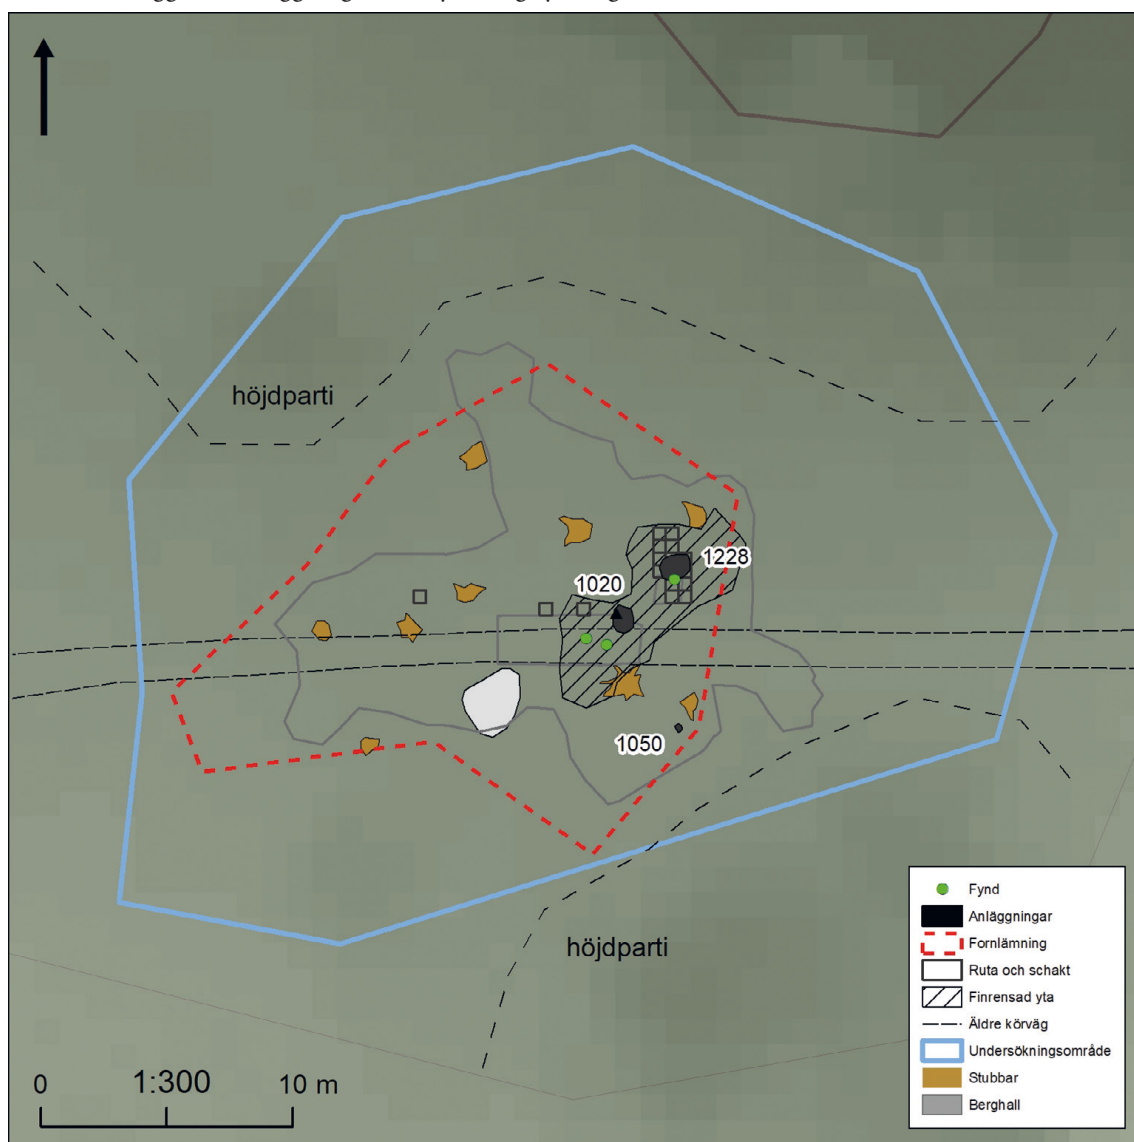 höjdparti
1228
1020
1050
höjdparti
Fynd
Anläggningar
Fornlämning
Ruta och schakt
Finrensad yta
Äldre körväg
Undersökningsområde
Stubbar
Berghall
0 1:300 10 m